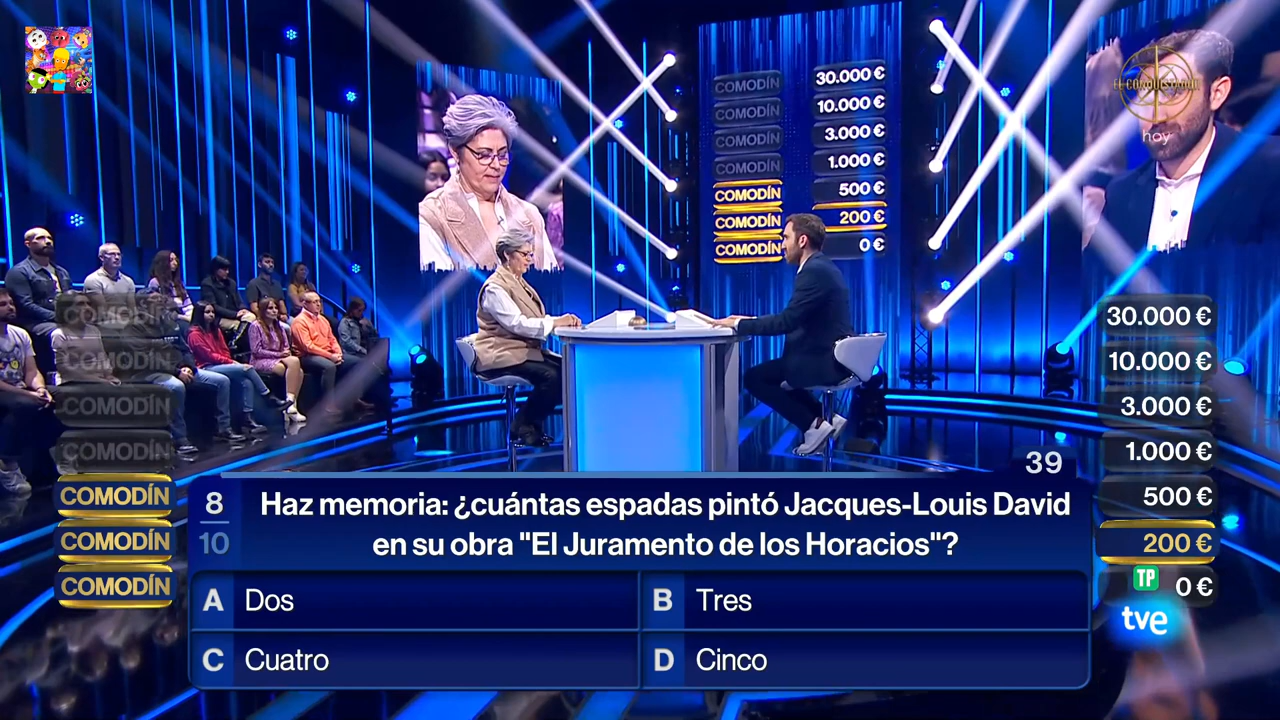 COMODÍN 30.000 €
COMODÍN 10.000 €
COMODÍN 3.000 €
COMODÍN 1.000 €
COMODÍN 500 €
COMODÍN 200 €
COMODÍN 0 €
EL CONQUISTADOR
hoy
COMODÍN
COMODÍN
COMODÍN
COMODÍN
COMODÍN
COMODÍN
COMODÍN
30.000 €
10.000 €
3.000 €
1.000 €
500 €
200 €
0 €
TP
tve
39
8
10
Haz memoria: ¿cuántas espadas pintó Jacques-Louis David
en su obra "El Juramento de los Horacios"?
A Dos
B Tres
C Cuatro
D Cinco